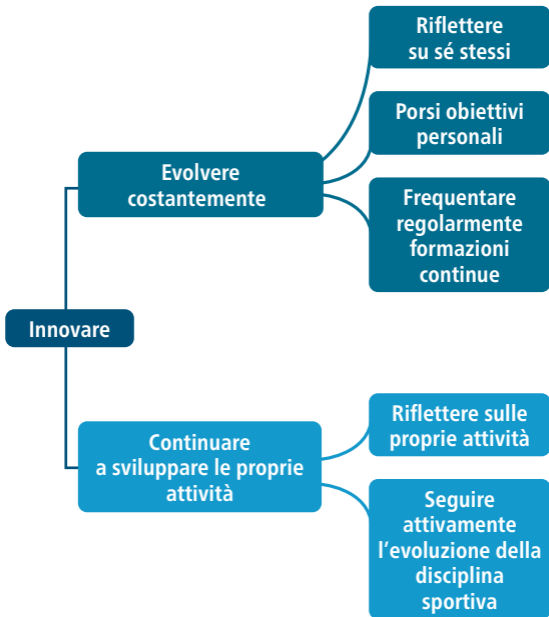 Riflettere
su sé stessi
Porsi obiettivi
personali
Evolvere
costantemente
Frequentare
regolarmente
formazioni
continue
Innovare
Continuare
a sviluppare le proprie
attività
Riflettere sulle
proprie attività
Seguire
attivamente
l’evoluzione della
disciplina
sportiva